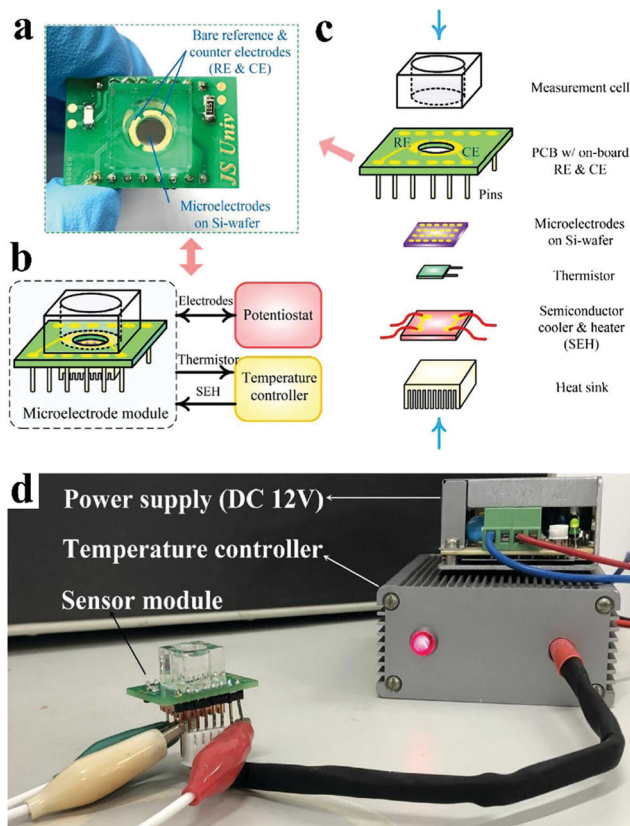 a
Bare reference &
counter electrodes
(RE & CE)
JS Univ
Microelectrodes
on Si-wafer
b
Electrodes
Potentiostat
Thermistor
SEH
Temperature
controller
Microelectrode module
c
Measurement cell
RE
CE
PCB w/ on-board
RE & CE
Pins
Microelectrodes
on Si-wafer
Thermistor
Semiconductor
cooler & heater
(SEH)
Heat sink
d
Power supply (DC 12V)
Temperature controller
Sensor module